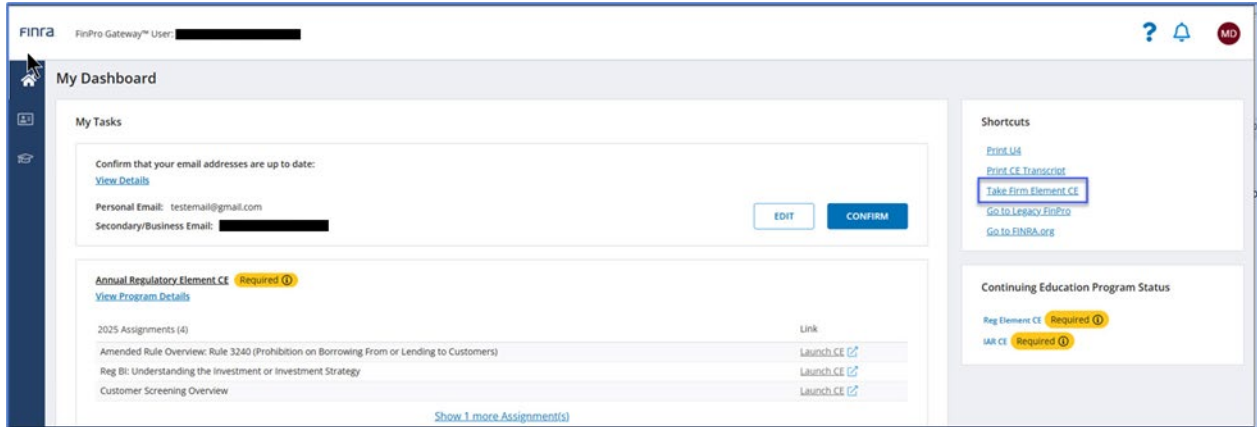 Finra
FinPro Gateway™ User:
?
MD
My Dashboard
My Tasks
Confirm that your email addresses are up to date:
View Details
Personal Email: testemail@gmail.com
Secondary/Business Email:
EDIT
CONFIRM
Annual Regulatory Element CE Required
View Program Details
2025 Assignments (4) Link
Amended Rule Overview: Rule 3240 (Prohibition on Borrowing From or Lending to Customers) Launch CE
Reg BI: Understanding the Investment or Investment Strategy Launch CE
Customer Screening Overview Launch CE
Show 1 more Assignment(s)
Shortcuts
Print U4
Print CE Transcript
Take Firm Element CE
Go to Legacy FinPro
Go to FINRA.org
Continuing Education Program Status
Reg Element CE Required
IAR CE Required